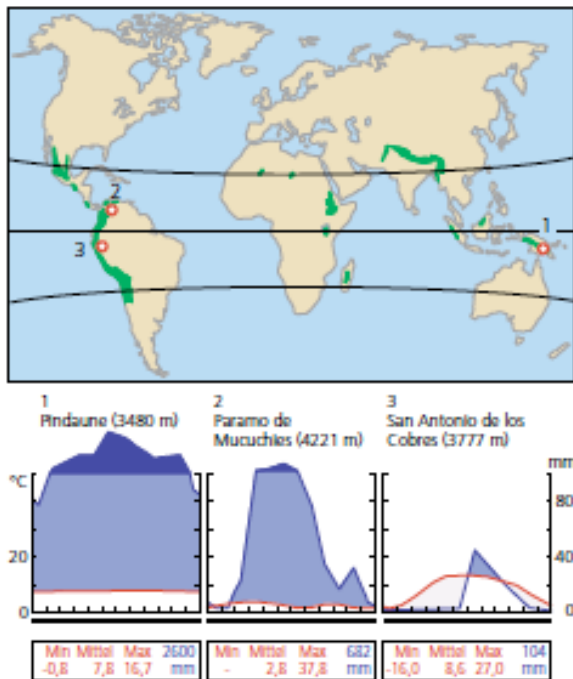 1
2
3
1
Pindaune (3480 m)
2
Paramo de
Mucuchies (4221 m)
3
San Antonio de los
Cobres (3777 m)
°C
20
0
mm
80
40
0
Min Mittel Max 2600
-0,8 7,8 16,7 mm
Min Mittel Max 682
- 2,8 37,8 mm
Min Mittel Max 104
-16,0 8,6 27,0 mm